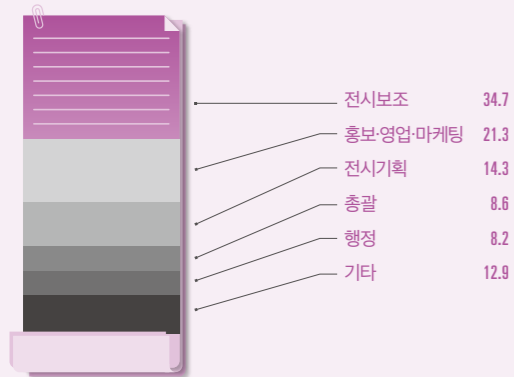 전시보조 34.7
홍보·영업·마케팅 21.3
전시기획 14.3
총괄 8.6
행정 8.2
기타 12.9